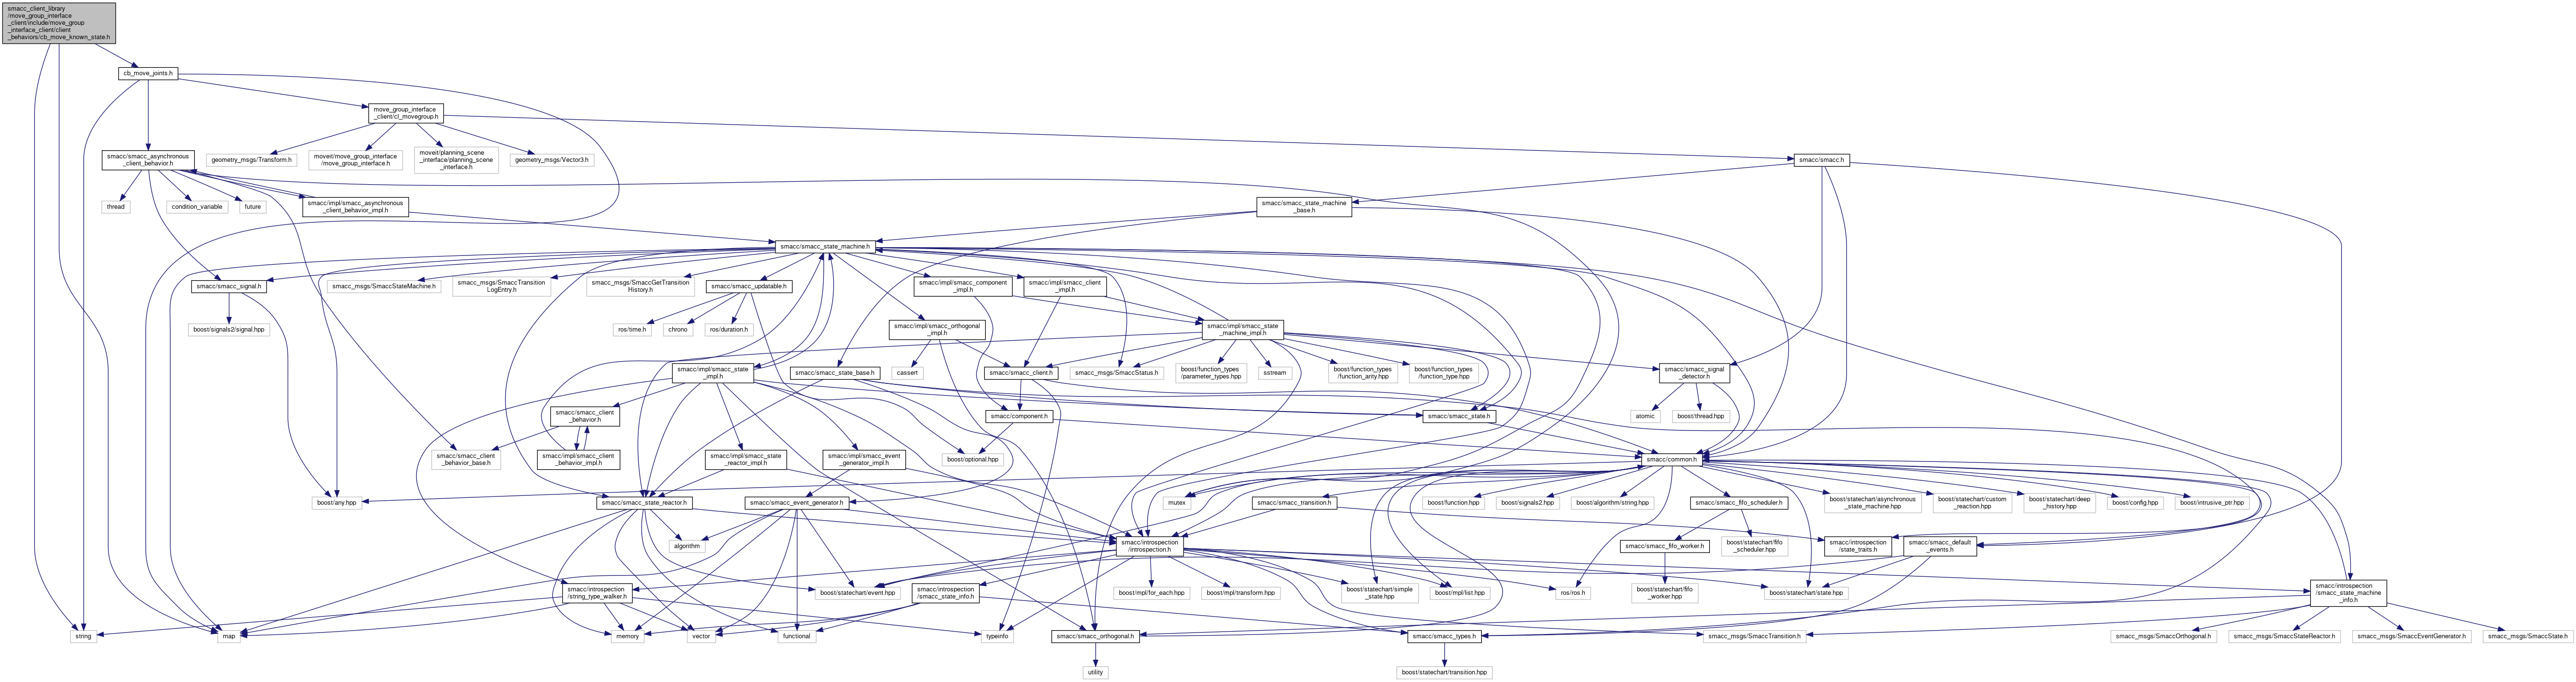 smacc_client_library
/move_group_interface
_client/include/move_group
_interface_client/client
_behaviors/cb_move_known_state.h
cb_move_joints.h
move_group_interface
_client/cl_movegroup.h
smacc/smacc_asynchronous
_client_behavior.h
geometry_msgs/Transform.h
moveit/move_group_interface
/move_group_interface.h
moveit/planning_scene
_interface/planning_scene
_interface.h
geometry_msgs/Vector3.h
smacc/smacc.h
thread
condition_variable
future
smacc/impl/smacc_asynchronous
_client_behavior_impl.h
smacc/smacc_state_machine
_base.h
smacc/smacc_state_machine.h
smacc/smacc_signal.h
smacc_msgs/SmaccStateMachine.h
smacc_msgs/SmaccTransition
LogEntry.h
smacc_msgs/SmaccGetTransition
History.h
smacc/smacc_updatable.h
smacc/impl/smacc_component
_impl.h
smacc/impl/smacc_client
_impl.h
boost/signals2/signal.hpp
ros/time.h
chrono
ros/duration.h
smacc/impl/smacc_orthogonal
_impl.h
smacc/impl/smacc_state
_machine_impl.h
smacc/impl/smacc_state
_impl.h
smacc/smacc_state_base.h
cassert
smacc/smacc_client.h
smacc_msgs/SmaccStatus.h
boost/function_types
/parameter_types.hpp
sstream
boost/function_types
/function_arity.hpp
boost/function_types
/function_type.hpp
smacc/smacc_signal
_detector.h
smacc/smacc_client
_behavior.h
smacc/component.h
smacc/smacc_state.h
atomic
boost/thread.hpp
smacc/smacc_client
_behavior_base.h
smacc/impl/smacc_client
_behavior_impl.h
smacc/impl/smacc_state
_reactor_impl.h
smacc/impl/smacc_event
_generator_impl.h
boost/optional.hpp
smacc/common.h
boost/any.hpp
smacc/smacc_state_reactor.h
smacc/smacc_event_generator.h
mutex
smacc/smacc_transition.h
boost/function.hpp
boost/signals2.hpp
boost/algorithm/string.hpp
smacc/smacc_fifo_scheduler.h
boost/statechart/asynchronous
_state_machine.hpp
boost/statechart/custom
_reaction.hpp
boost/statechart/deep
_history.hpp
boost/config.hpp
boost/intrusive_ptr.hpp
algorithm
smacc/introspection
/introspection.h
smacc/smacc_fifo_worker.h
boost/statechart/fifo
_scheduler.hpp
smacc/introspection
/state_traits.h
smacc/smacc_default
_events.h
smacc/introspection
/string_type_walker.h
boost/statechart/event.hpp
smacc/introspection
/smacc_state_info.h
boost/mpl/for_each.hpp
boost/mpl/transform.hpp
boost/statechart/simple
_state.hpp
boost/mpl/list.hpp
ros/ros.h
boost/statechart/fifo
_worker.hpp
boost/statechart/state.hpp
smacc/introspection
/smacc_state_machine
_info.h
string
map
memory
vector
functional
typeinfo
smacc/smacc_orthogonal.h
smacc/smacc_types.h
smacc_msgs/SmaccTransition.h
smacc_msgs/SmaccOrthogonal.h
smacc_msgs/SmaccStateReactor.h
smacc_msgs/SmaccEventGenerator.h
smacc_msgs/SmaccState.h
utility
boost/statechart/transition.hpp